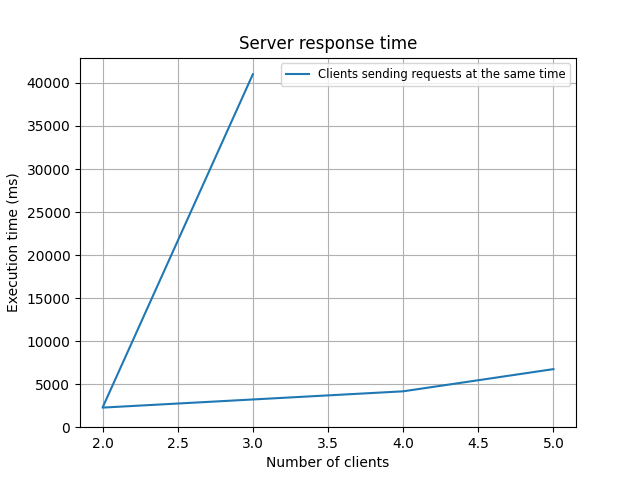 Server response time
Clients sending requests at the same time
40000
35000
30000
25000
20000
15000
10000
5000
0
Execution time (ms)
2.0 2.5 3.0 3.5 4.0 4.5 5.0
Number of clients